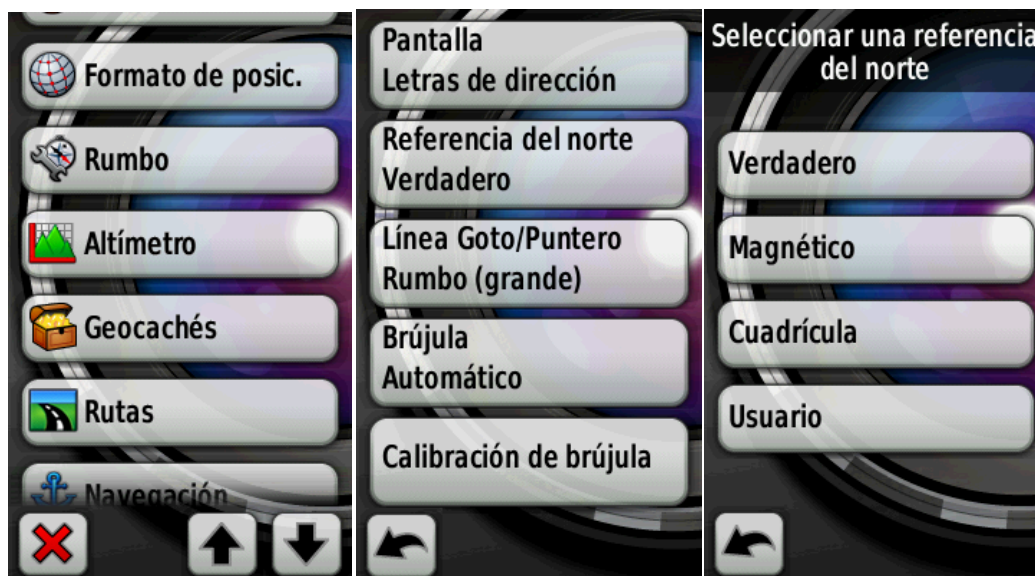 Formato de posic.
Rumbo
Altímetro
Geocachés
Rutas
Navegación
Pantalla
Letras de dirección
Referencia del norte
Verdadero
Línea Goto/Puntero
Rumbo (grande)
Brújula
Automático
Calibración de brújula
Seleccionar una referencia
del norte
Verdadero
Magnético
Cuadrícula
Usuario